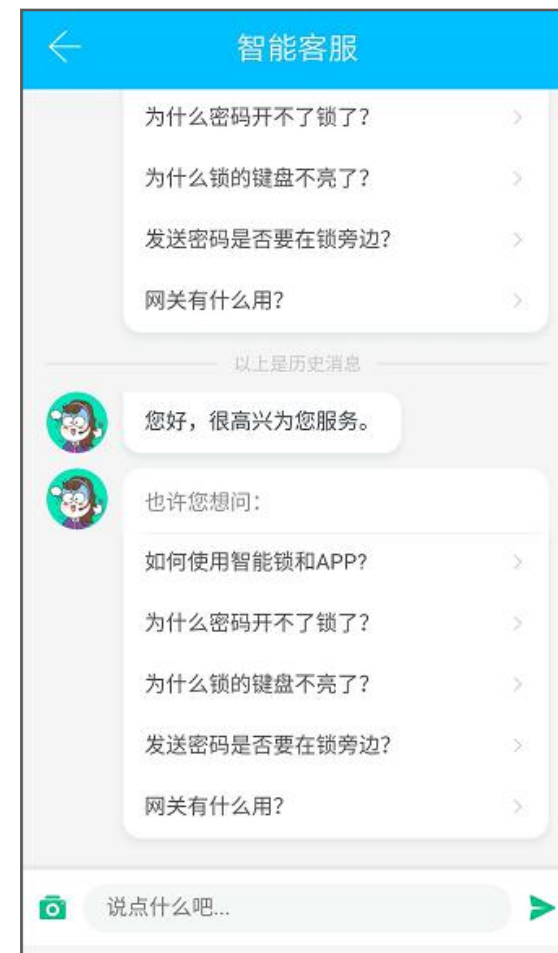 智能客服
为什么密码开不了锁了?
为什么锁的键盘不亮了?
发送密码是否要在锁旁边?
网关有什么用?
以上是历史消息
您好，很高兴为您服务。
也许您想问:
如何使用智能锁和APP?
为什么密码开不了锁了?
为什么锁的键盘不亮了?
发送密码是否要在锁旁边?
网关有什么用?
说点什么吧...